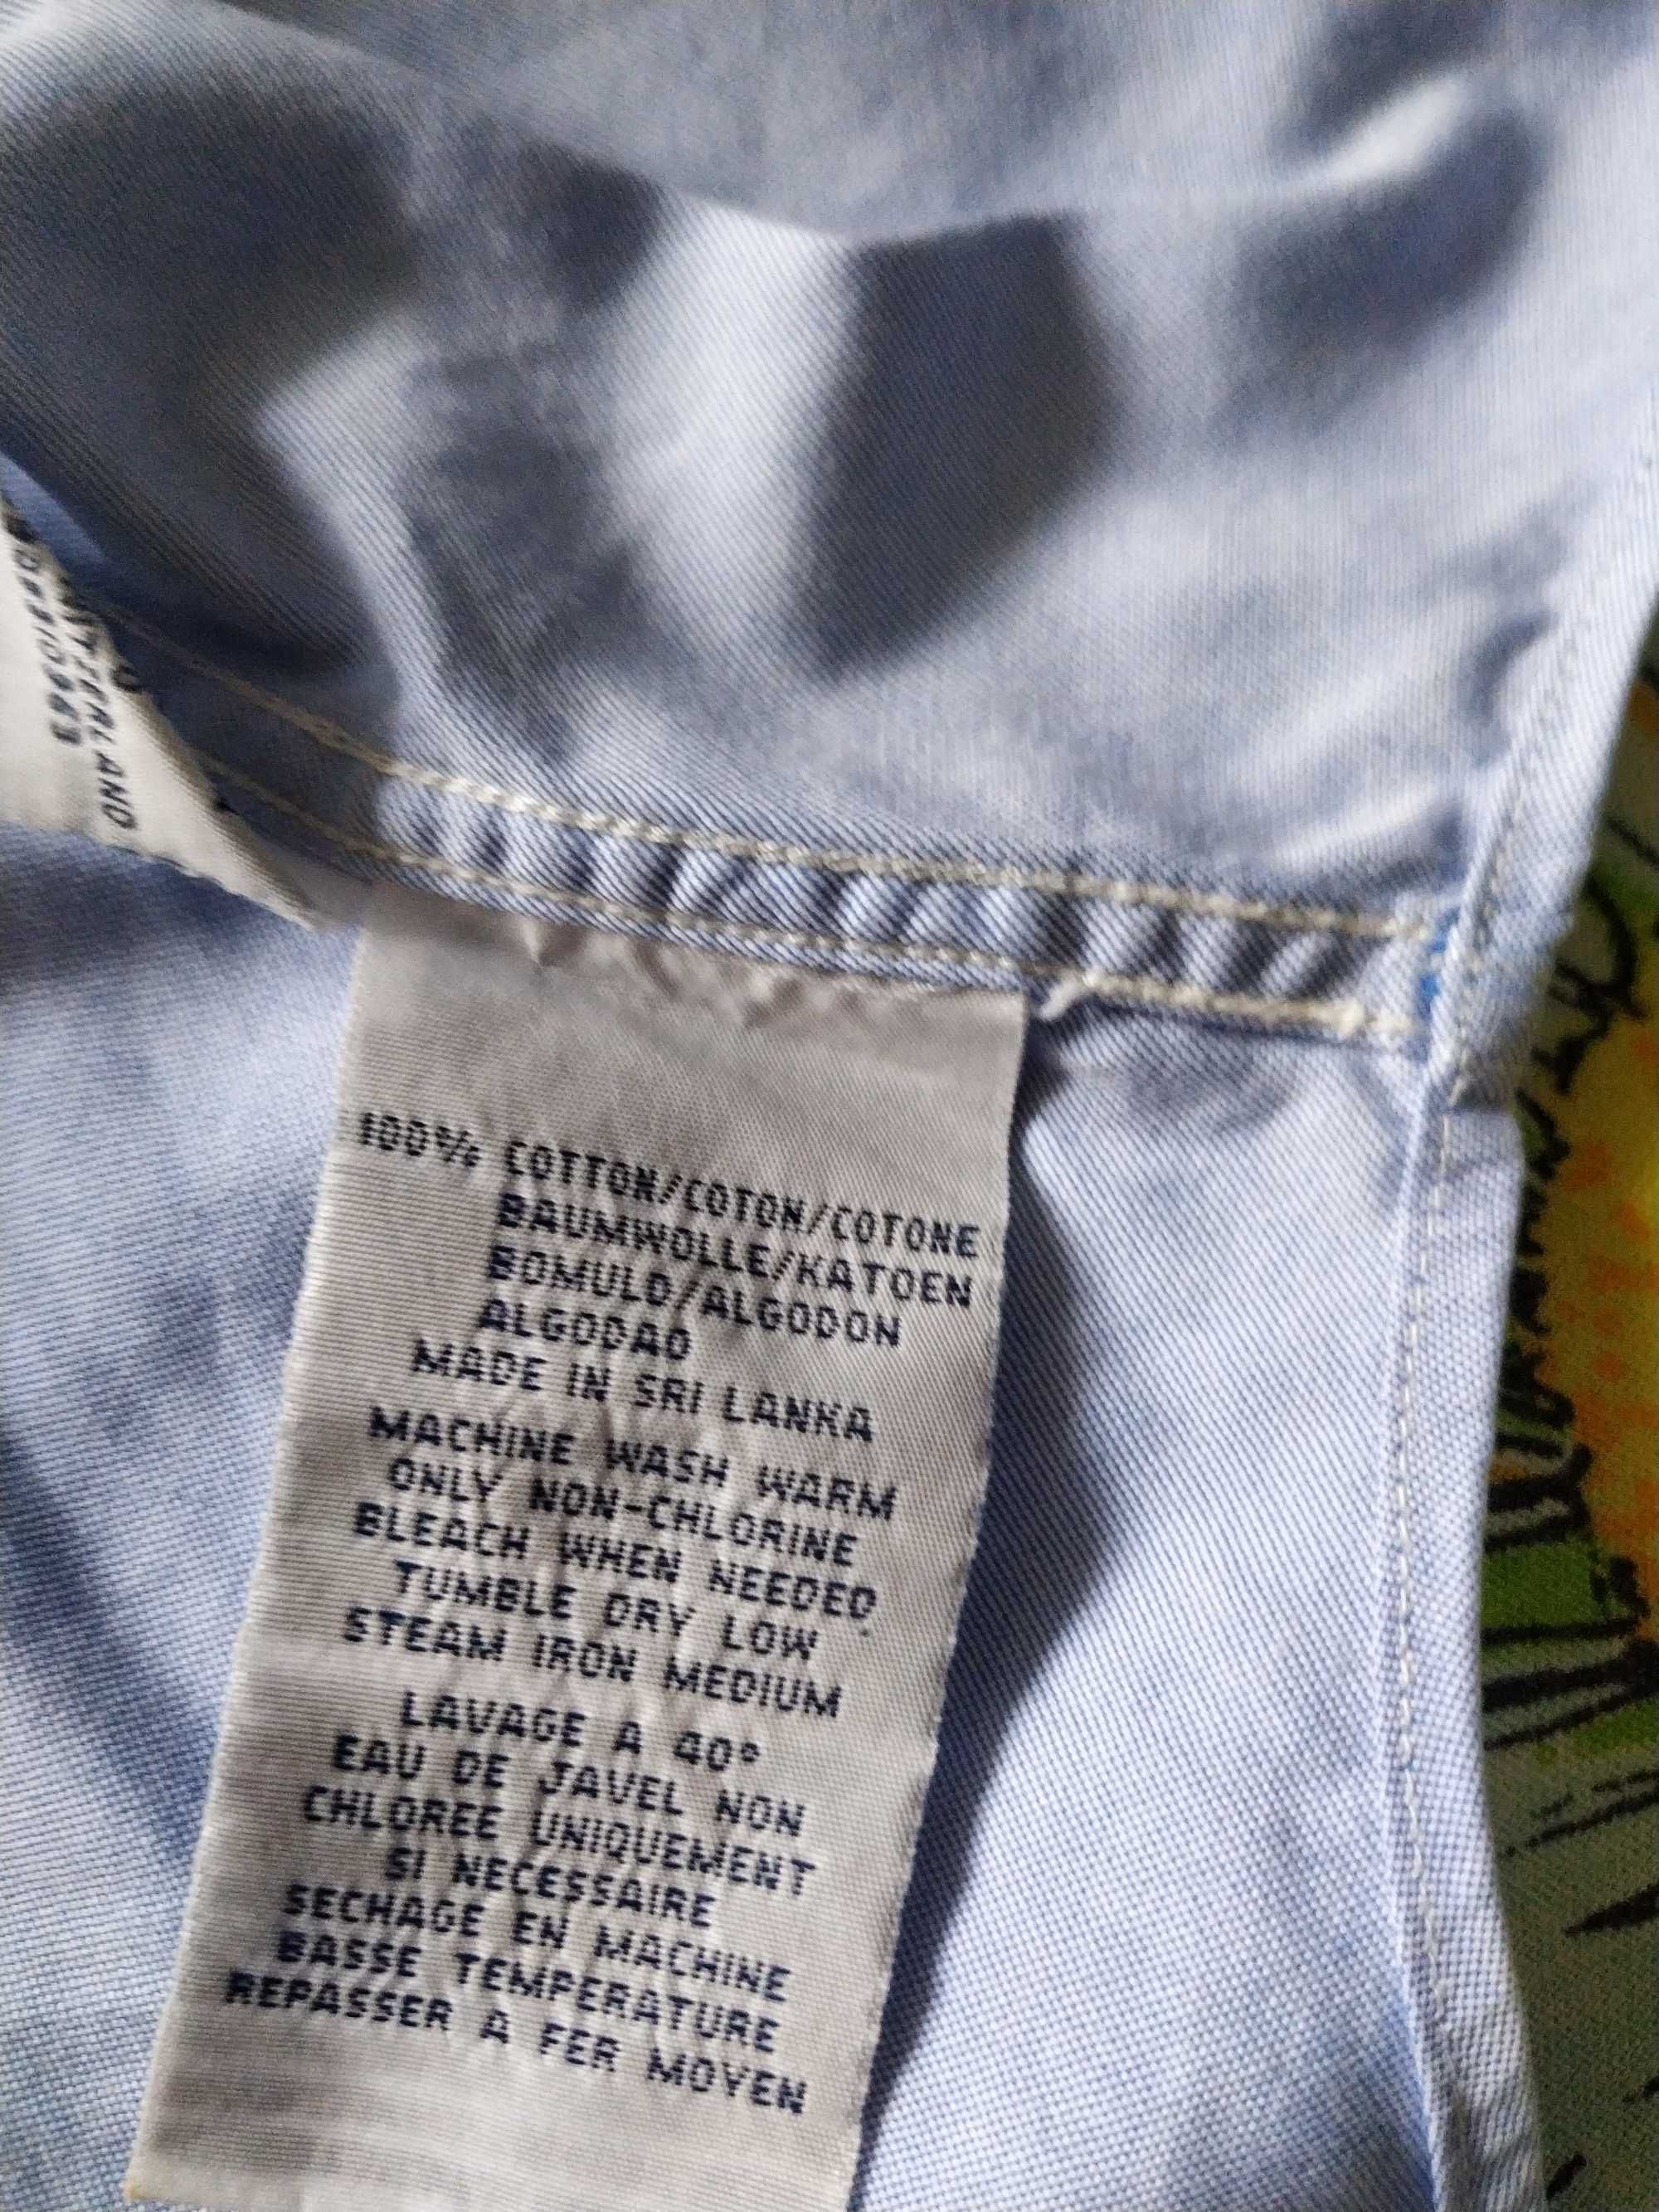 100% COTTON/COTON/COTONE
BAUMWOLLE/KATOEN
BOMULD/ALGODON
ALGODAO
MADE IN SRI LANKA
MACHINE WASH WARM
ONLY NON-CHLORINE
BLEACH WHEN NEEDED
TUMBLE DRY LOW
STEAM IRON MEDIUM
LAVAGE A 40°
EAU DE JAVEL NON
CHLOREE UNIQUEMENT
SI NECESSAIRE
SECHAGE EN MACHINE
BASSE TEMPERATURE
REPASSER A FER MOYEN